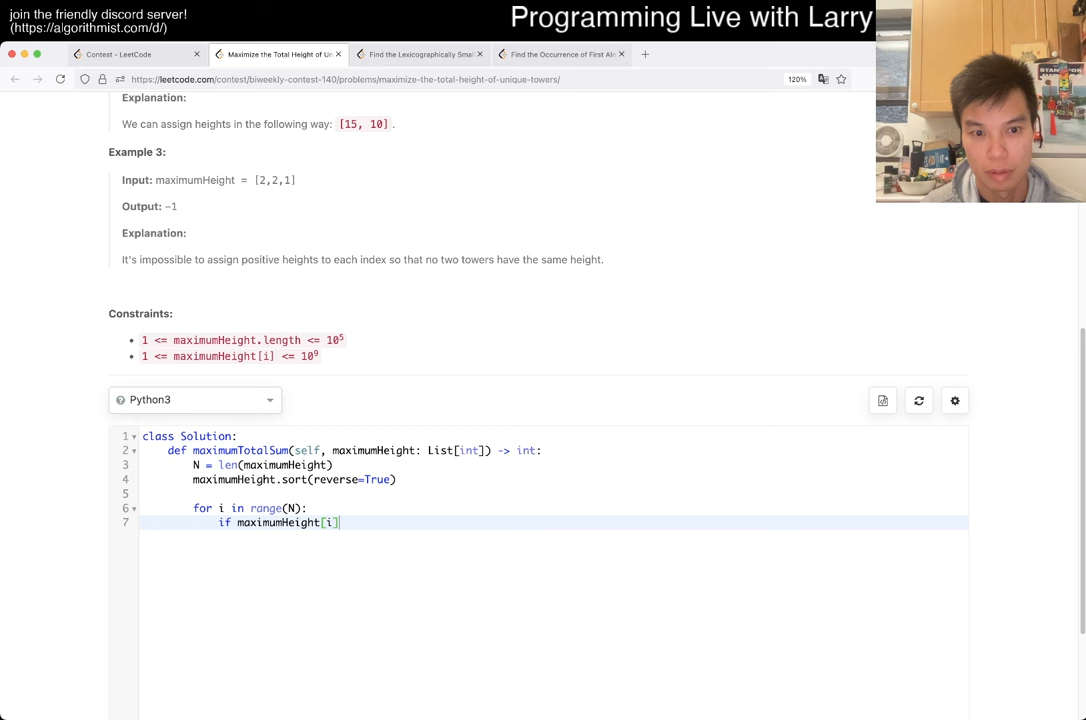 join the friendly discord server!
(https://algorithmist.com/d/)
Programming Live with Larry
Contest - LeetCode
Maximize the Total Height of Un
Find the Lexicographically Smal
Find the Occurrence of First Aln
https://leetcode.com/contest/biweekly-contest-140/problems/maximize-the-total-height-of-unique-towers/
120%
Explanation:
We can assign heights in the following way: [15, 10] .
Example 3:
Input: maximumHeight = [2,2,1]
Output: -1
Explanation:
It's impossible to assign positive heights to each index so that no two towers have the same height.
Constraints:
• 1 <= maximumHeight.length <= 10⁵
• 1 <= maximumHeight[i] <= 10⁹
Python3
1 class Solution:
2 def maximumTotalSum(self, maximumHeight: List[int]) -> int:
3 N = len(maximumHeight)
4 maximumHeight.sort(reverse=True)
5
6 for i in range(N):
7 if maximumHeight[i]